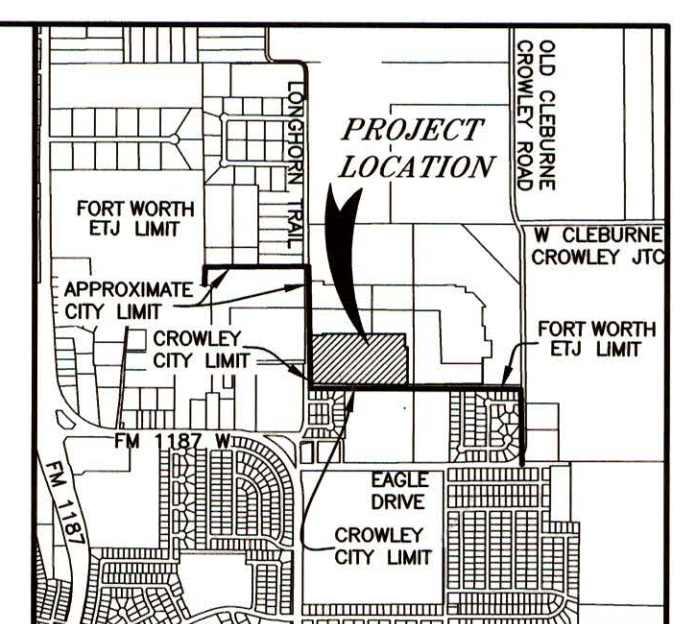 OLD CLEBURNE
CROWLEY ROAD
LONGHORN TRAIL
PROJECT
LOCATION
FORT WORTH
ETJ LIMIT
W CLEBURNE
CROWLEY JTC
APPROXIMATE
CITY LIMIT
CROWLEY
CITY LIMIT
FORT WORTH
ETJ LIMIT
FM 1187 W
FM 1187
EAGLE
DRIVE
CROWLEY
CITY LIMIT